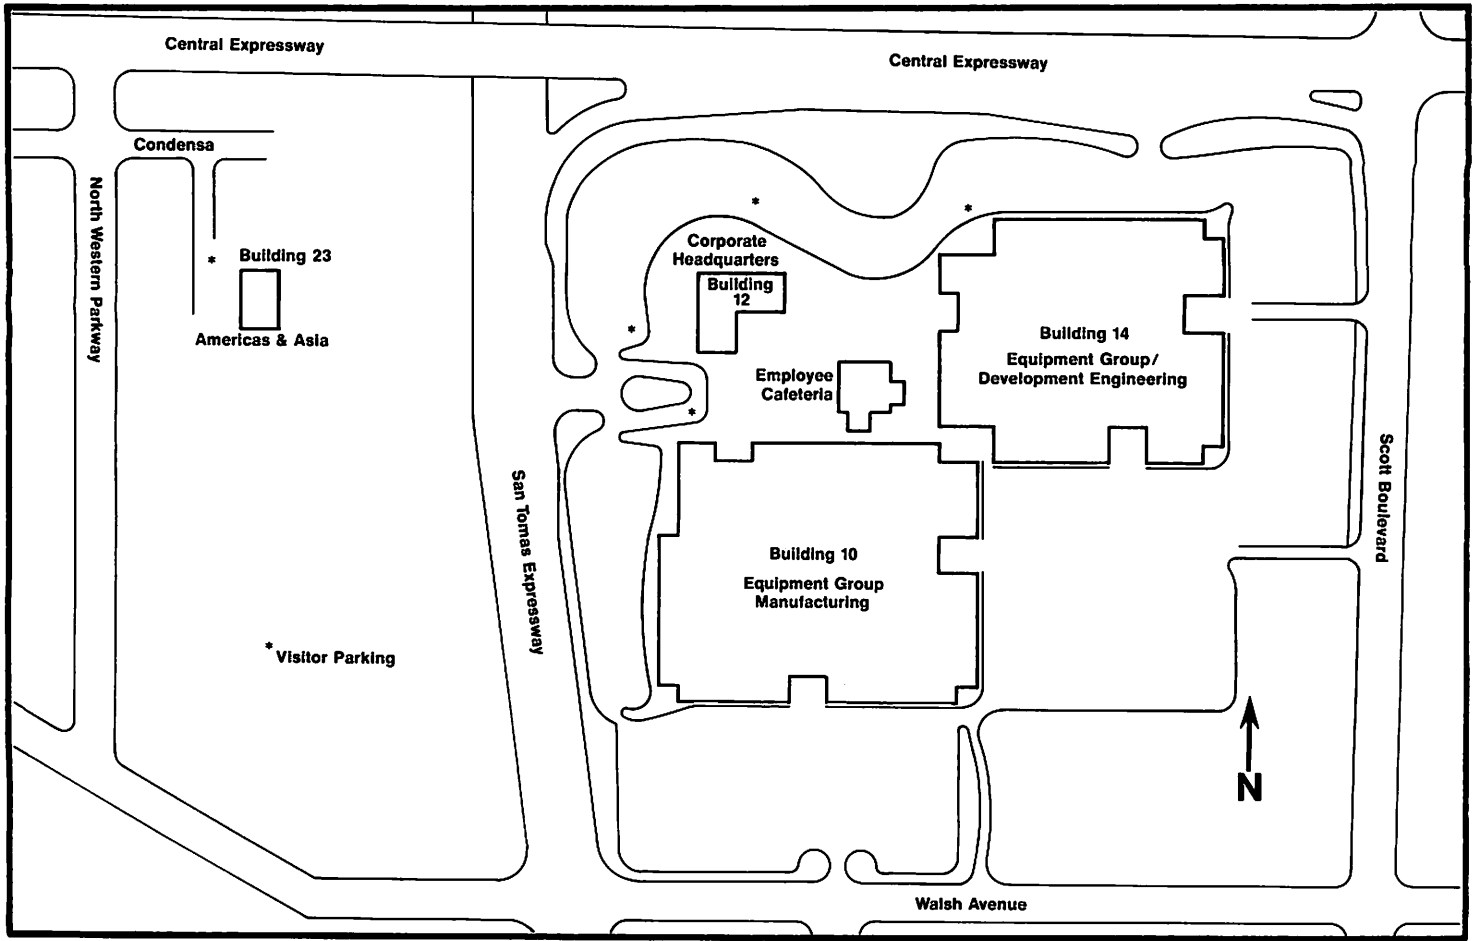 Central Expressway
Central Expressway
Condensa
North Western Parkway
*
Building 23
Americas & Asia
*
*
Corporate
Headquarters
Building
12
*
Employee
Cafeteria
*
Building 14
Equipment Group/
Development Engineering
San Tomas Expressway
Scott Boulevard
Building 10
Equipment Group
Manufacturing
* Visitor Parking
N
Walsh Avenue